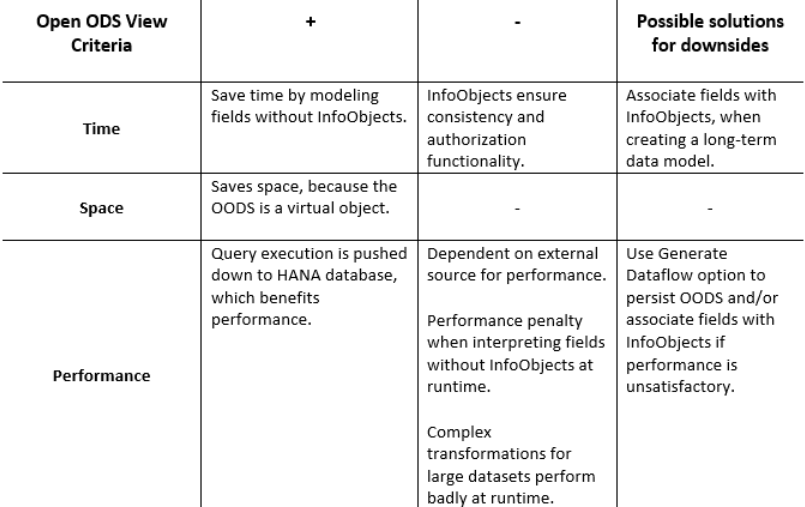 Open ODS View
Criteria
+
-
Possible solutions
for downsides
Time
Save time by modeling
fields without InfoObjects.
InfoObjects ensure
consistency and
authorization
functionality.
Associate fields with
InfoObjects, when
creating a long-term
data model.
Space
Saves space, because the
OODS is a virtual object.
-
-
Performance
Query execution is pushed
down to HANA database,
which benefits
performance.
Dependent on external
source for performance.
Performance penalty
when interpreting fields
without InfoObjects at
runtime.
Complex
transformations for
large datasets perform
badly at runtime.
Use Generate
Dataflow option to
persist OODS and/or
associate fields with
InfoObjects if
performance is
unsatisfactory.